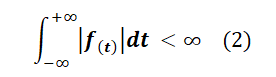 ∫_{−∞}^{+∞} |f_{(t)}| dt < ∞ (2)